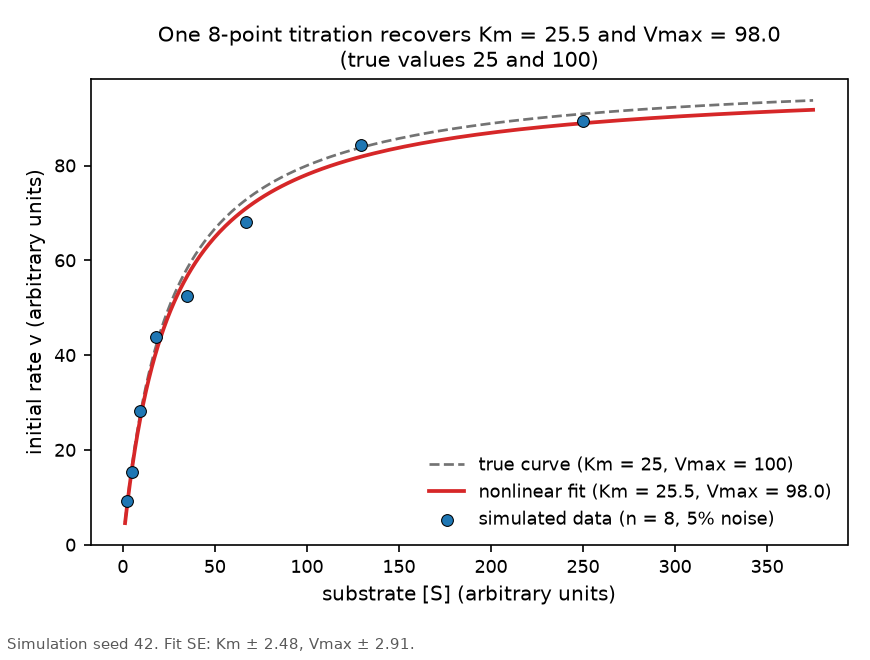 One 8-point titration recovers Km = 25.5 and Vmax = 98.0
(true values 25 and 100)
initial rate v (arbitrary units)
80
60
40
20
0
true curve (Km = 25, Vmax = 100)
nonlinear fit (Km = 25.5, Vmax = 98.0)
simulated data (n = 8, 5% noise)
0 50 100 150 200 250 300 350
substrate [S] (arbitrary units)
Simulation seed 42. Fit SE: Km ± 2.48, Vmax ± 2.91.